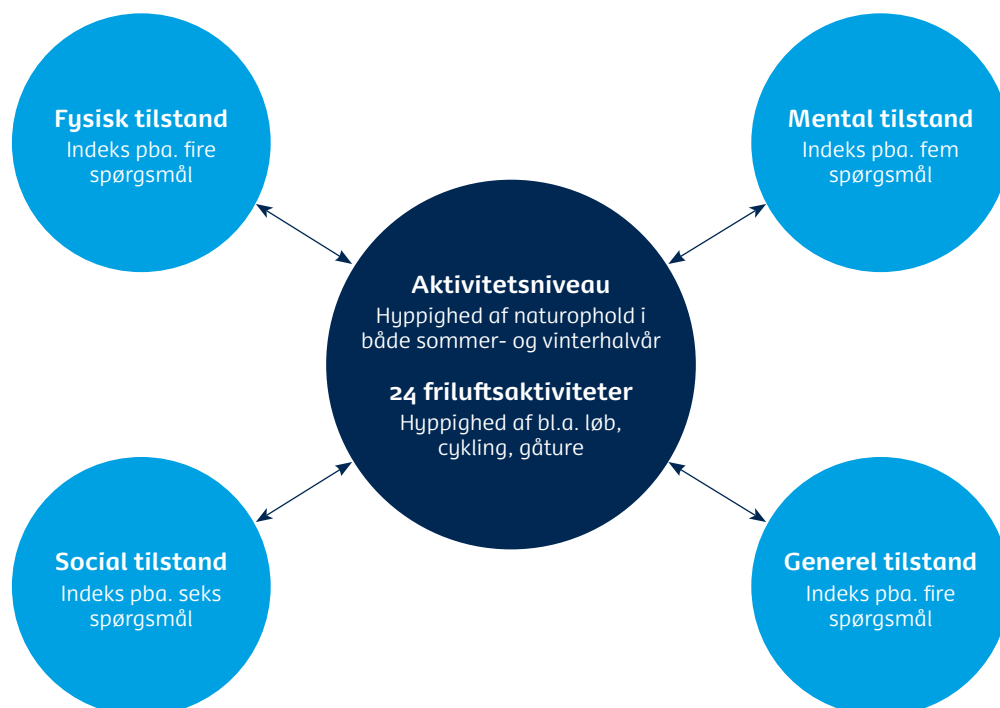 Fysisk tilstand
Indeks pba. fire
spørgsmål
Mental tilstand
Indeks pba. fem
spørgsmål
Aktivitetsniveau
Hyppighed af naturophold i
både sommer- og vinterhalvår
24 friluftsaktiviteter
Hyppighed af bl.a. løb,
cykling, gåture
Social tilstand
Indeks pba. seks
spørgsmål
Generel tilstand
Indeks pba. fire
spørgsmål